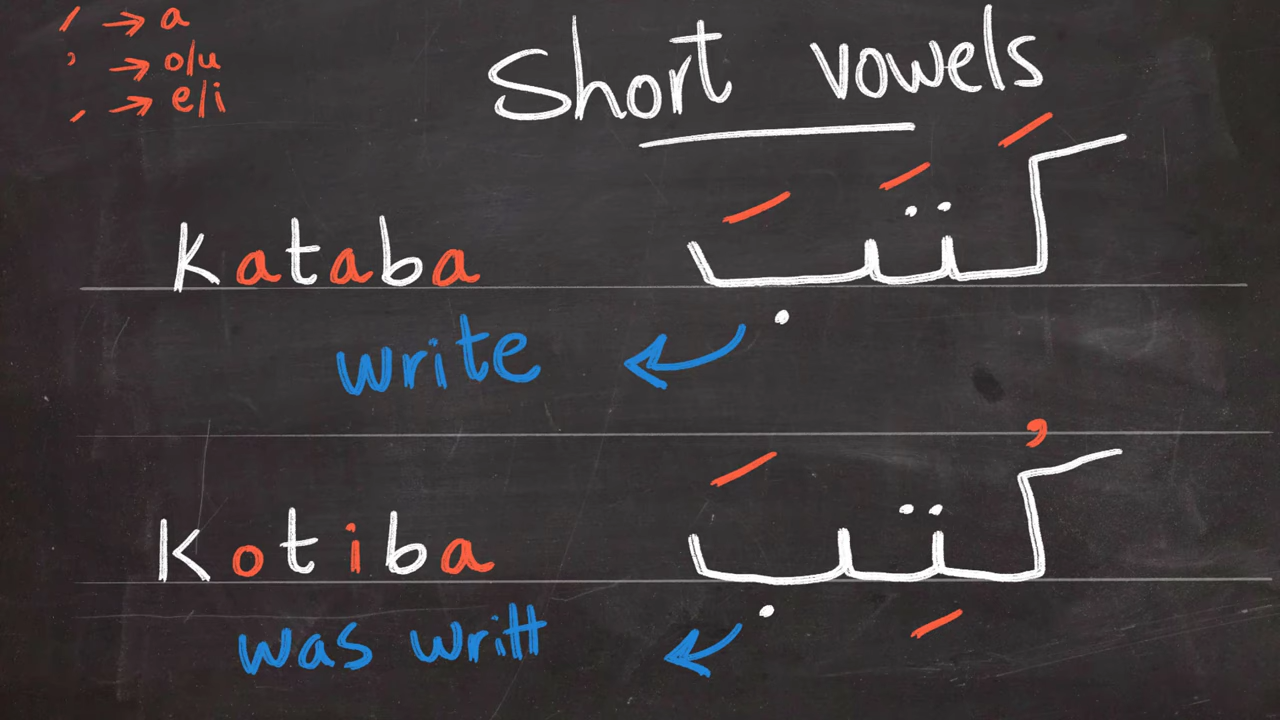 َ → a
ُ → o/u
ِ → e/i
Short vowels
kataba كَتَبَ
write ←
kotiba كُتِبَ
was writt ←